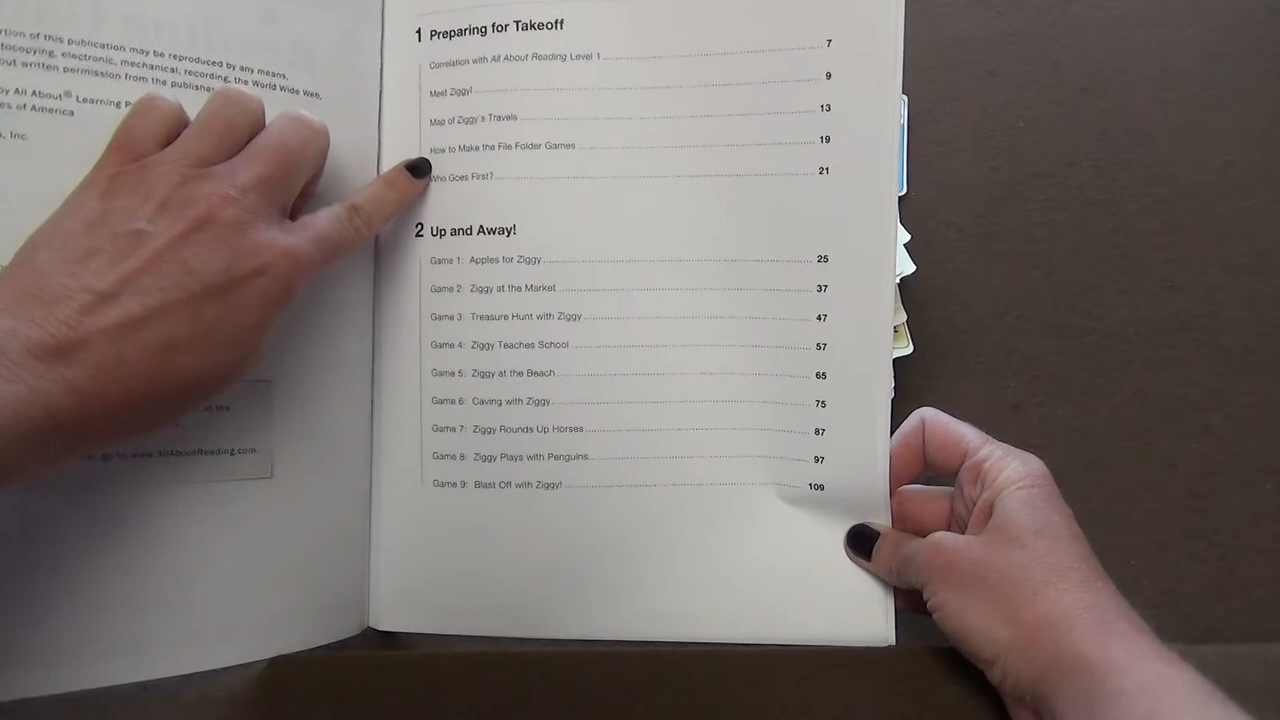 rtion of this publication may be reproduced by any means,
tocopying, electronic, mechanical, recording, the World Wide Web,
out written permission from the publisher
by All About® Learning P
es of America
, Inc.
at the
go to www.AllAboutReading.com
1 Preparing for Takeoff
Correlation with All About Reading Level 1 7
Meet Ziggy! 9
Map of Ziggy's Travels 13
How to Make the File Folder Games 19
Who Goes First? 21
2 Up and Away!
Game 1: Apples for Ziggy 25
Game 2: Ziggy at the Market 37
Game 3: Treasure Hunt with Ziggy 47
Game 4: Ziggy Teaches School 57
Game 5: Ziggy at the Beach 65
Game 6: Caving with Ziggy 75
Game 7: Ziggy Rounds Up Horses 87
Game 8: Ziggy Plays with Penguins 97
Game 9: Blast Off with Ziggy! 109